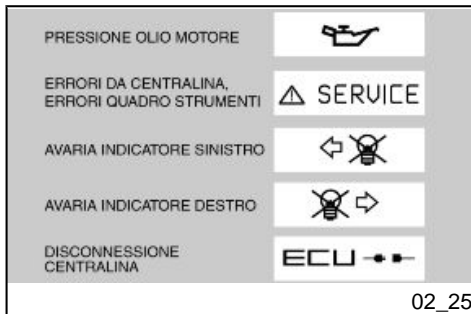 PRESSIONE OLIO MOTORE
ERRORI DA CENTRALINA,
ERRORI QUADRO STRUMENTI
SERVICE
AVARIA INDICATORE SINISTRO
AVARIA INDICATORE DESTRO
DISCONNESSIONE
CENTRALINA
ECU
02_25